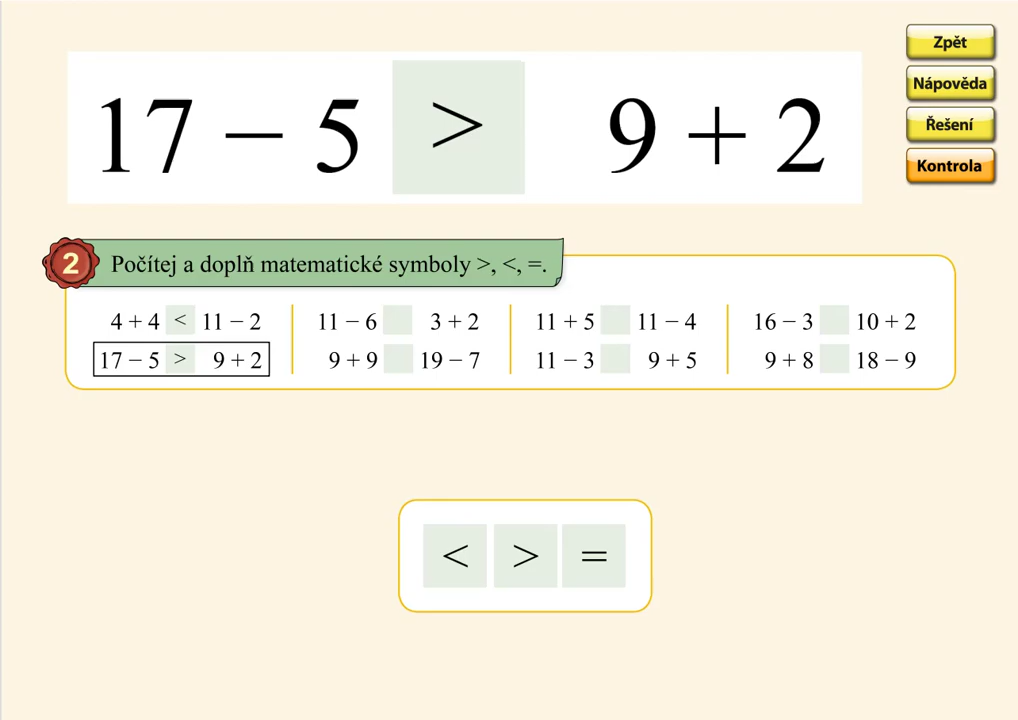 17 − 5 > 9 + 2
Zpět
Nápověda
Řešení
Kontrola
2 Počítej a doplň matematické symboly >, <, =.
4 + 4 < 11 − 2 11 − 6 3 + 2 11 + 5 11 − 4 16 − 3 10 + 2
17 − 5 > 9 + 2 9 + 9 19 − 7 11 − 3 9 + 5 9 + 8 18 − 9
< > =